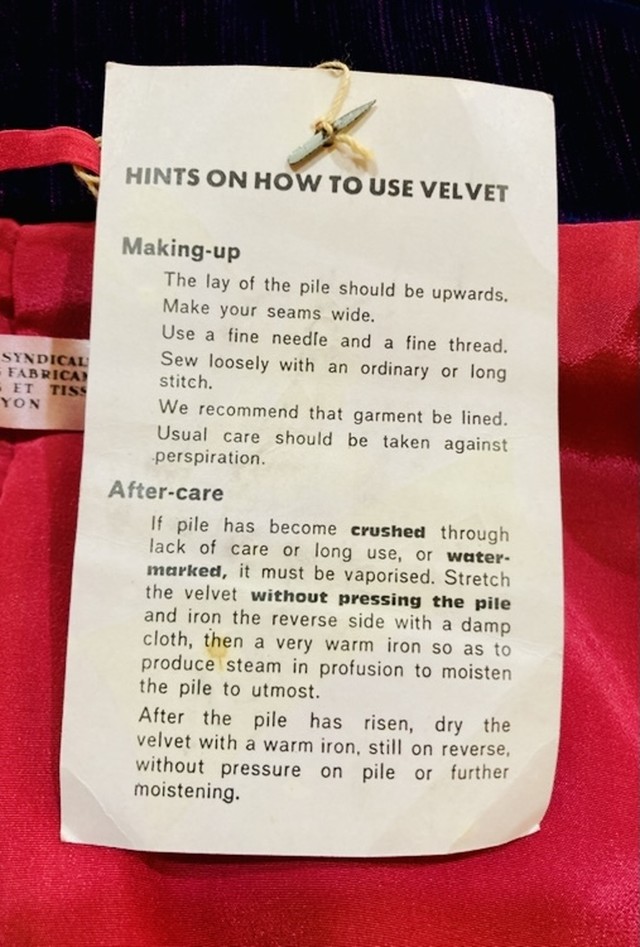 HINTS ON HOW TO USE VELVET
Making-up
The lay of the pile should be upwards.
Make your seams wide.
Use a fine needle and a fine thread.
Sew loosely with an ordinary or long
stitch.
We recommend that garment be lined.
Usual care should be taken against
perspiration.
After-care
If pile has become crushed through
lack of care or long use, or water-
marked, it must be vaporised. Stretch
the velvet without pressing the pile
and iron the reverse side with a damp
cloth, then a very warm iron so as to
produce steam in profusion to moisten
the pile to utmost.
After the pile has risen, dry the
velvet with a warm iron, still on reverse,
without pressure on pile or further
moistening.
SYNDICAL
FABRICAN
ET TISS
YON